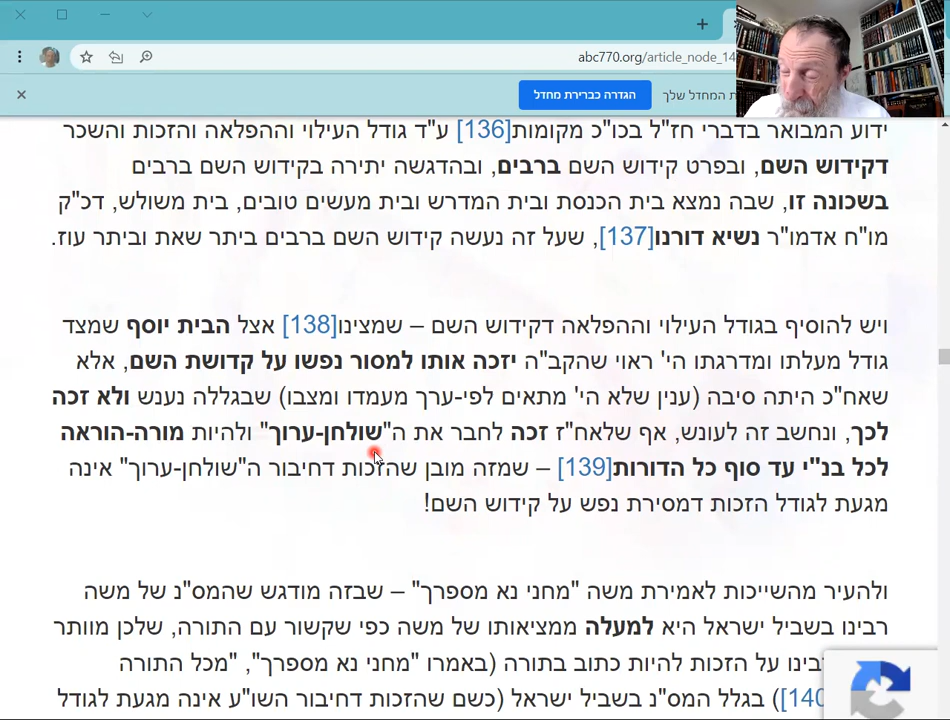 abc770.org/article_node_14
הגדרה כברירת מחדל
ת המחדל שלך
ידוע המבואר בדברי חז"ל בכו"כ מקומות[136] ע"ד גודל העילוי וההפלאה והזכות והשכר
דקידוש השם, ובפרט קידוש השם ברבים, ובהדגשה יתירה בקידוש השם ברבים
בשכונה זו, שבה נמצא בית הכנסת ובית המדרש ובית מעשים טובים, בית משולש, דכ"ק
מו"ח אדמו"ר נשיא דורנו[137], שעל זה נעשה קידוש השם ברבים ביתר שאת וביתר עוז.
ויש להוסיף בגודל העילוי וההפלאה דקידוש השם – שמצינו[138] אצל הבית יוסף שמצד
גודל מעלתו ומדרגתו הי' ראוי שהקב"ה יזכה אותו למסור נפשו על קדושת השם, אלא
שאח"כ היתה סיבה (ענין שלא הי' מתאים לפי-ערך מעמדו ומצבו) שבגללה נענש ולא זכה
לכך, ונחשב זה לעונש, אף שלאח"ז זכה לחבר את ה"שולחן-ערוך" ולהיות מורה-הוראה
לכל בנ"י עד סוף כל הדורות[139] – שמזה מובן שהזכות דחיבור ה"שולחן-ערוך" אינה
מגעת לגודל הזכות דמסירת נפש על קידוש השם!
ולהעיר מהשייכות לאמירת משה "מחני נא מספרך" – שבזה מודגש שהמס"נ של משה
רבינו בשביל ישראל היא למעלה ממציאותו של משה כפי שקשור עם התורה, שלכן מוותר
בינו על הזכות להיות כתוב בתורה (באמרו "מחני נא מספרך", "מכל התורה
[140) בגלל המס"נ בשביל ישראל (כשם שהזכות דחיבור השו"ע אינה מגעת לגודל